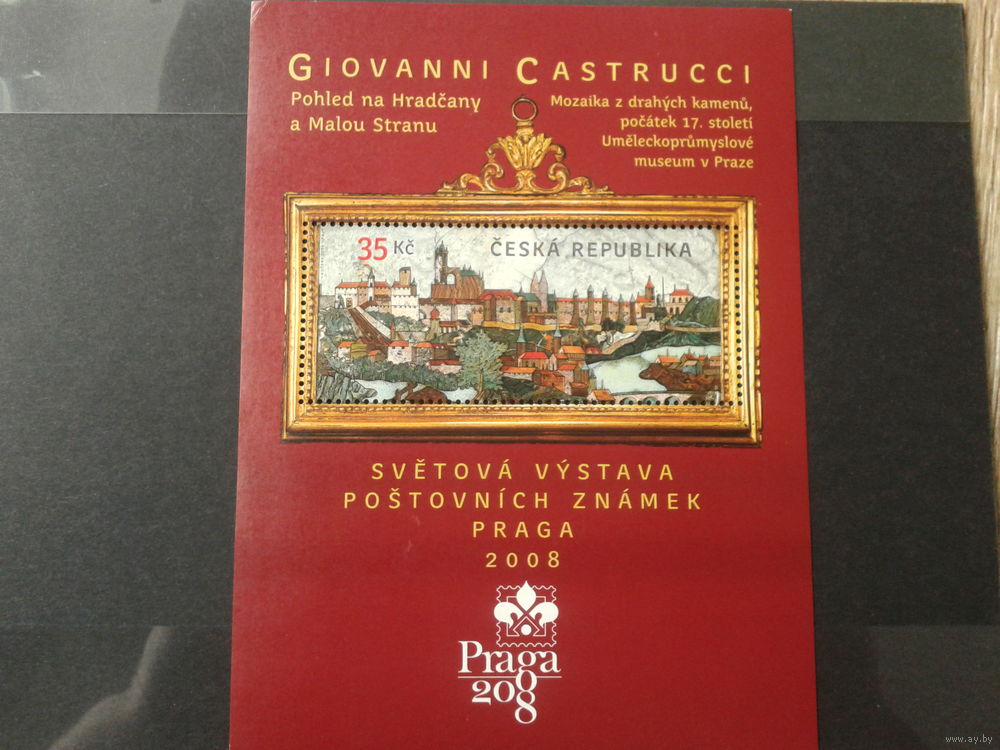 GIOVANNI CASTRUCCI
Pohled na Hradčany
a Malou Stranu
Mozaika z drahých kamenů,
počátek 17. století
Uměleckoprůmyslové
museum v Praze
35 Kč
ČESKÁ REPUBLIKA
SVĚTOVÁ VÝSTAVA
POŠTOVNÍCH ZNÁMEK
PRAGA
2008
Praga
2008
www.ay.by